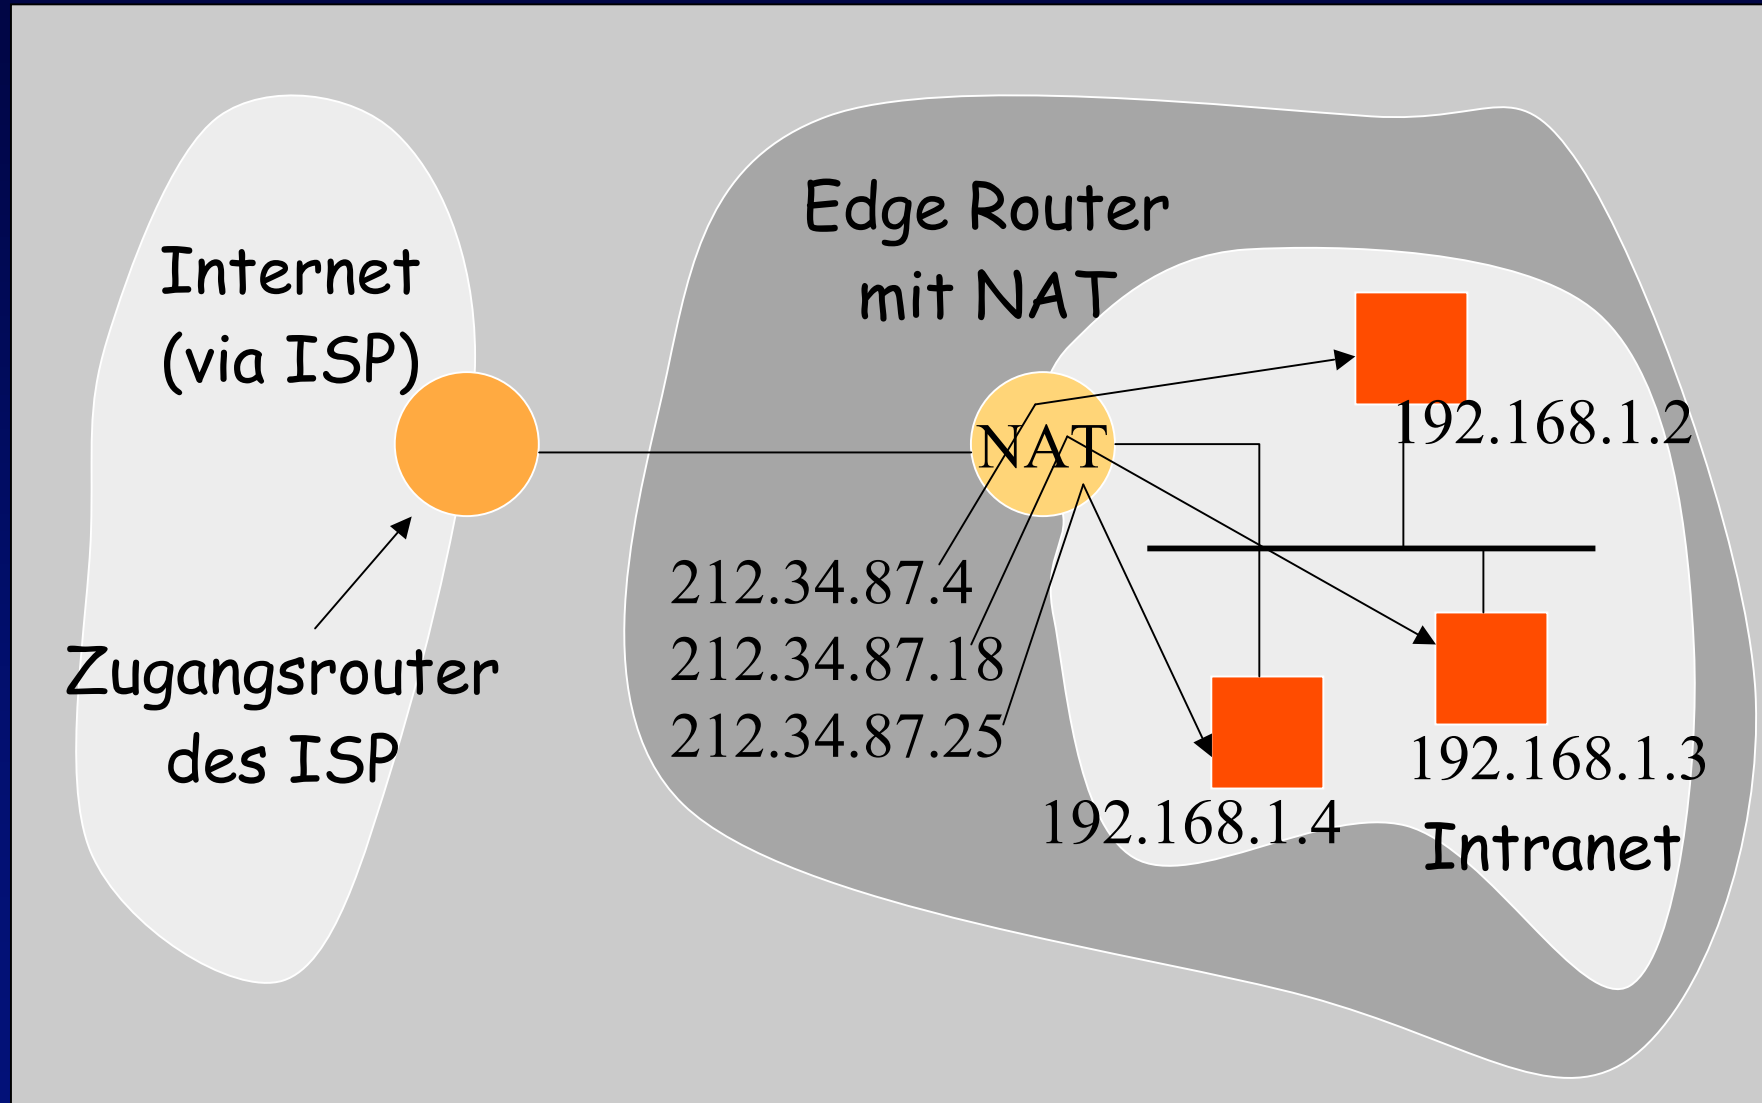 Internet
(via ISP)
Zugangsrouter
des ISP
Edge Router
mit NAT
NAT
212.34.87.4
212.34.87.18
212.34.87.25
192.168.1.2
192.168.1.3
192.168.1.4
Intranet